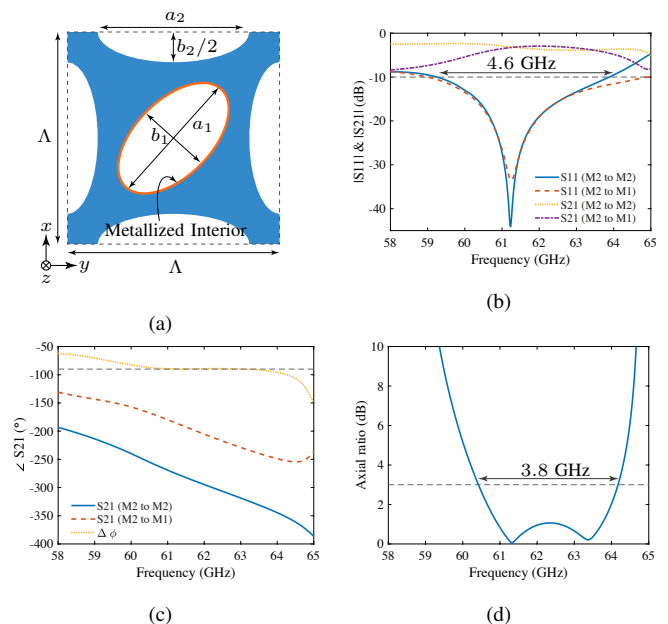 a₂
b₂/2
Λ
b₁
a₁
Metallized Interior
x
z
y
Λ
(a)
0
-10
-20
-30
-40
|S11| & |S21| (dB)
4.6 GHz
S11 (M2 to M2)
S11 (M2 to M1)
S21 (M2 to M2)
S21 (M2 to M1)
58 59 60 61 62 63 64 65
Frequency (GHz)
(b)
-50
-100
-150
-200
-250
-300
-350
-400
∠ S21 (°)
S21 (M2 to M2)
S21 (M2 to M1)
Δ ϕ
58 59 60 61 62 63 64 65
Frequency (GHz)
(c)
10
8
6
4
2
0
Axial ratio (dB)
3.8 GHz
58 59 60 61 62 63 64 65
Frequency (GHz)
(d)